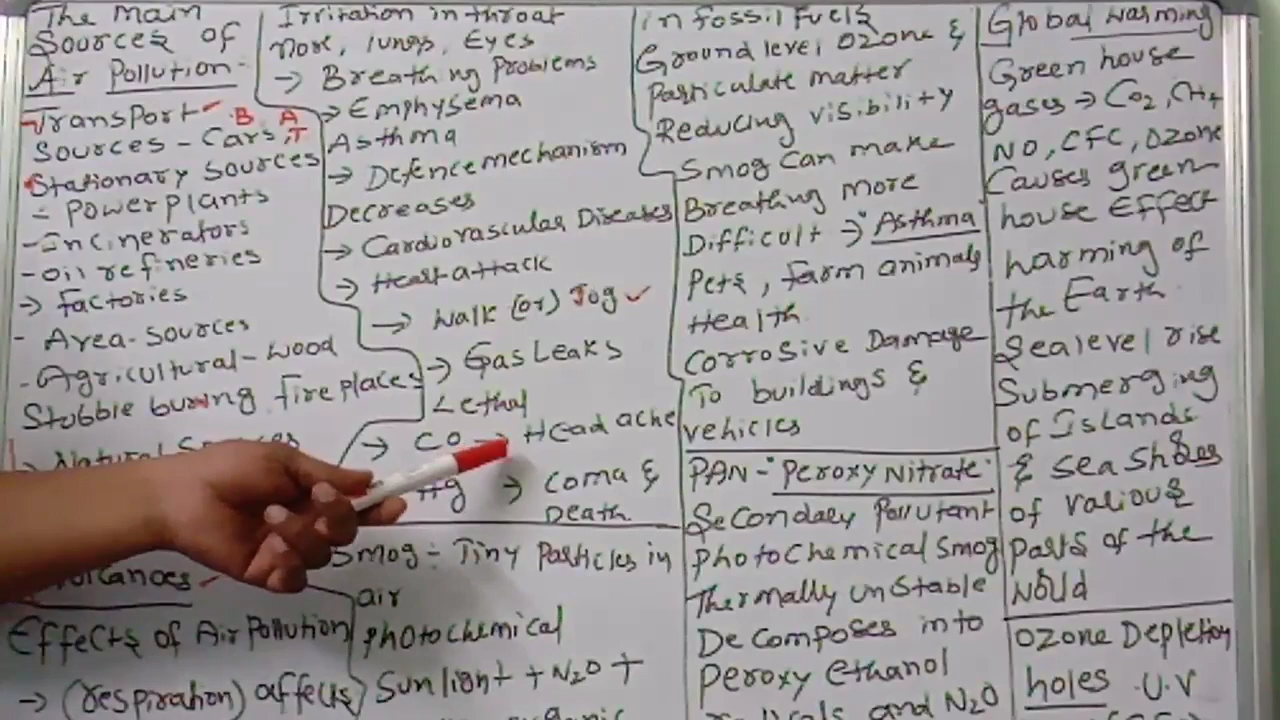 The main
Sources of
Air Pollution
Transport B A
Sources - Cars, T
Stationary Sources
- Powerplants
- Incinerators
- oil refineries
→ factories
- Area. Sources
- Agricultural - wood
Stubble burning fire places
→ Natural
Volcanoes
Effects of Air Pollution
→ (respiration) affects
Irritation in throat
Nose, lungs, Eyes
→ Breathing Problems
→ Emphysema
Asthma
→ Defence mechanism
Decreases
→ Cardiovascular Diseases
→ Heart attack
→ Walk (or) Jog ✓
→ Gas Leaks
Lethal
→ CO → Head ache
Hg → Coma &
Death
Smog ÷ Tiny Particles in
air
Photochemical
Sunlight + N2O +
in fossil fuels
Ground level Ozone &
Particulate matter
Reducing visibility
Smog Can make
Breathing more
Difficult → "Asthma
Pets, farm animals
Health
Corrosive Damage
To buildings &
vehicles
PAN - "Peroxy Nitrate"
Secondary Pollutant
Photochemical Smog
Thermally unstable
Decomposes into
Peroxy ethanol
and N2O
Global warming
Green house
gases → CO2, CH4
NO, CFC, Ozone
Causes green
house Effect
warming of
the Earth
Sealevel rise
Submerging
of Islands
& Sea Shores
of various
parts of the
World
Ozone Depletion
holes. U.V